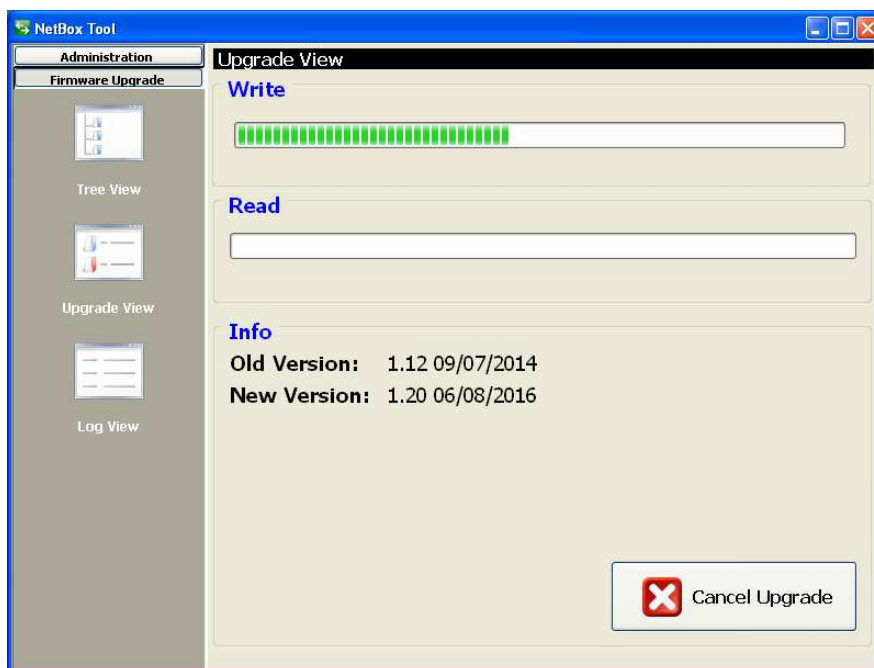 NetBox Tool
Administration
Firmware Upgrade
Tree View
Upgrade View
Log View
Upgrade View
Write
Read
Info
Old Version: 1.12 09/07/2014
New Version: 1.20 06/08/2016
Cancel Upgrade